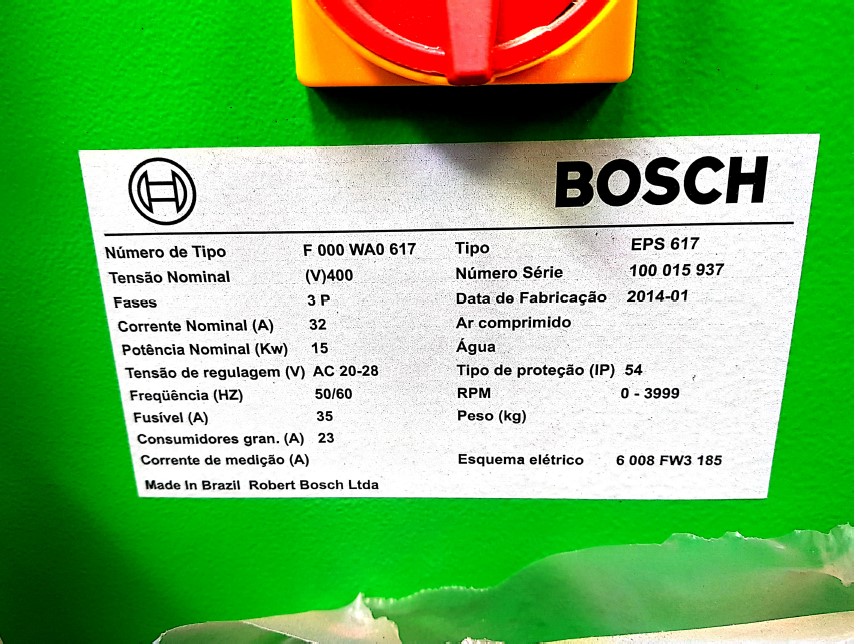 BOSCH
Número de Tipo F 000 WA0 617 Tipo EPS 617
Tensão Nominal (V)400 Número Série 100 015 937
Fases 3 P Data de Fabricação 2014-01
Corrente Nominal (A) 32 Ar comprimido
Potência Nominal (Kw) 15 Água
Tensão de regulagem (V) AC 20-28 Tipo de proteção (IP) 54
Freqüência (HZ) 50/60 RPM 0 - 3999
Fusível (A) 35 Peso (kg)
Consumidores gran. (A) 23
Corrente de medição (A) Esquema elétrico 6 008 FW3 185
Made In Brazil Robert Bosch Ltda